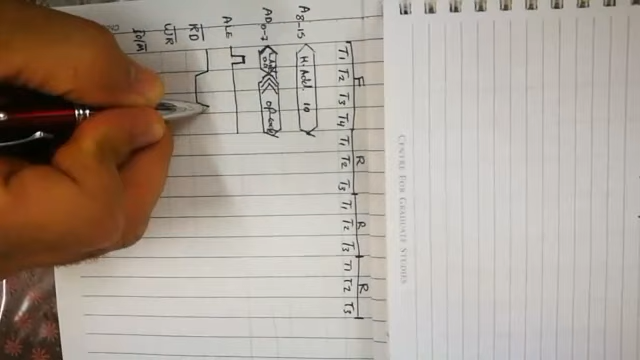 F R R R
T1 T2 T3 T4 T1 T2 T3 T1 T2 T3 T1 T2 T3
A8-15 H. Add. 10
AD0-7 op-code
ALE
RD
WR
IO/M
CENTRE FOR GRADUATE STUDIES